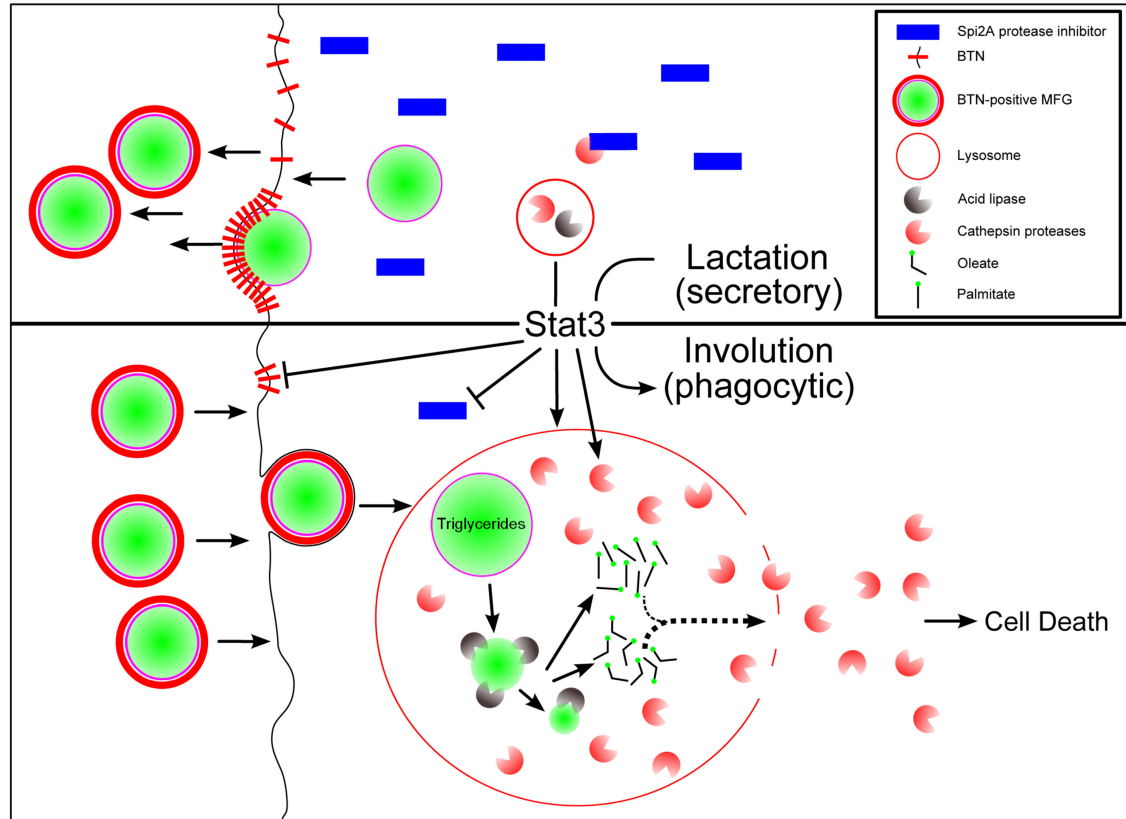 Spi2A protease inhibitor
BTN
BTN-positive MFG
Lysosome
Acid lipase
Cathepsin proteases
Oleate
Palmitate
Lactation
(secretory)
Stat3
Involution
(phagocytic)
Triglycerides
Cell Death